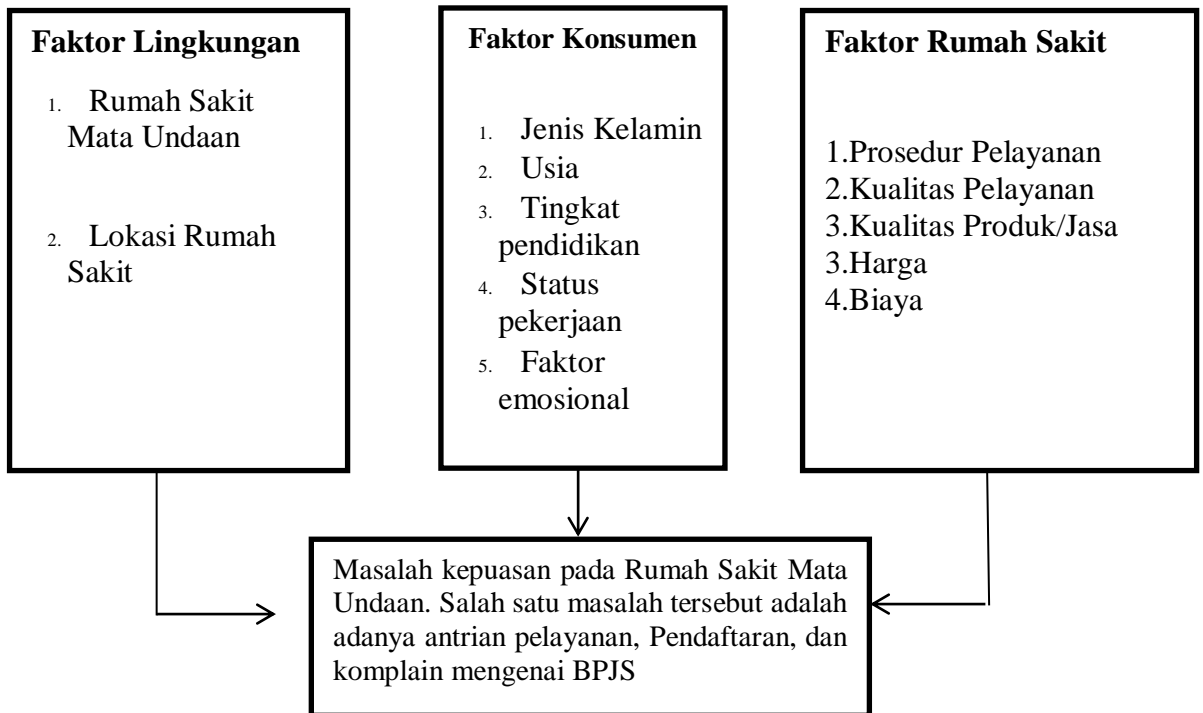 Faktor Lingkungan
1. Rumah Sakit
Mata Undaan
2. Lokasi Rumah
Sakit
Faktor Konsumen
1. Jenis Kelamin
2. Usia
3. Tingkat
pendidikan
4. Status
pekerjaan
5. Faktor
emosional
Faktor Rumah Sakit
1.Prosedur Pelayanan
2.Kualitas Pelayanan
3.Kualitas Produk/Jasa
3.Harga
4.Biaya
Masalah kepuasan pada Rumah Sakit Mata
Undaan. Salah satu masalah tersebut adalah
adanya antrian pelayanan, Pendaftaran, dan
komplain mengenai BPJS